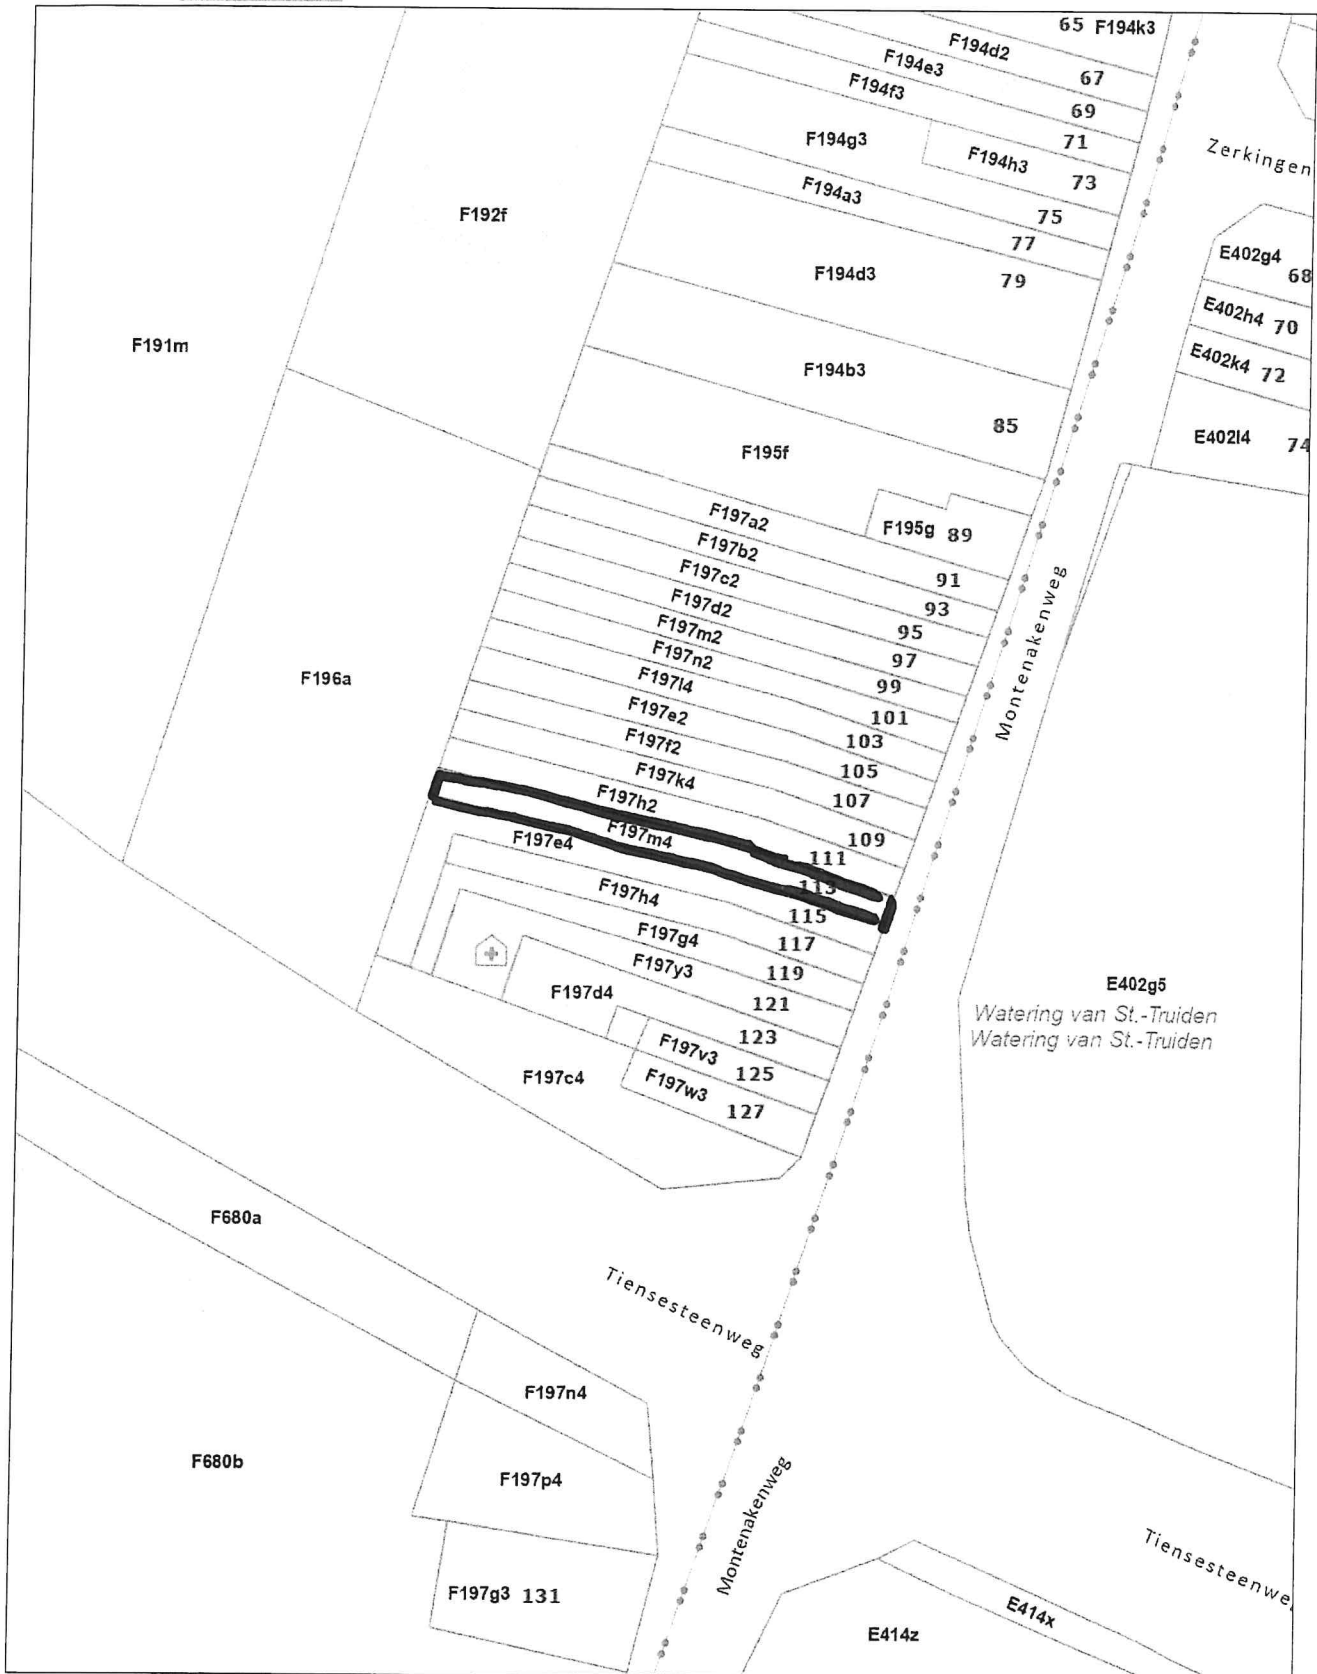 65 F194k3
F194d2
67
F194e3
69
F194f3
71
F194g3
F194h3
73
Zerkingen
75
F194a3
77
F192f
F194d3
79
E402g4
68
E402h4 70
F191m
E402k4 72
F194b3
85
E402l4 74
F195f
F197a2
F195g 89
F197b2
91
F197c2
93
F197d2
95
F197m2
97
F197n2
99
F197l4
101
F196a
F197e2
103
F197f2
105
F197k4
107
F197h2
109
F197m4
111
F197e4
113
F197h4
115
F197g4
117
F197y3
119
F197d4
121
123
F197v3 125
F197w3 127
F197c4
Montenakenweg
E402g5
Watering van St.-Truiden
Watering van St.-Truiden
F680a
Tiensesteenweg
F197n4
F680b
F197p4
Montenakenweg
F197g3 131
Tiensesteenweg
E414x
E414z